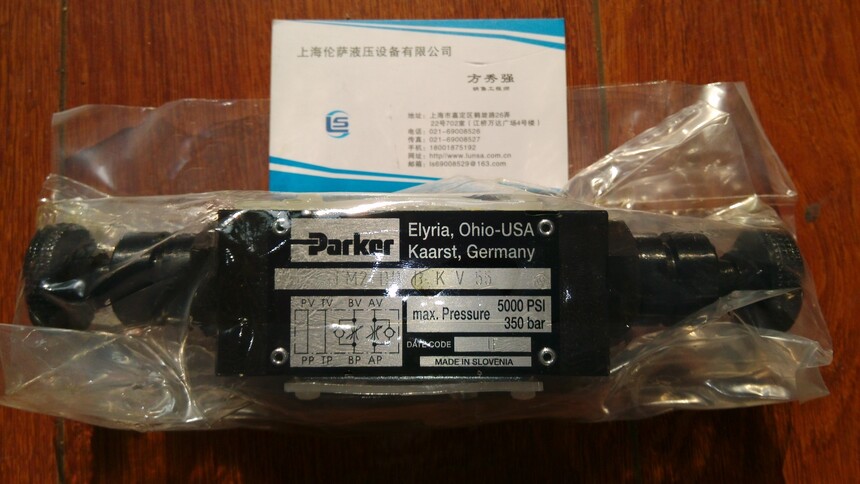 上海伦萨液压设备有限公司
方秀强
销售工程师
LS
地址:上海市嘉定区鹤旋路26弄
22号702室(江桥万达广场4号楼)
电话:021-69008526
传真:021-69008527
手机:18001875192
网址:http://www.lunsa.com.cn
邮箱:ls69008529@163.com
Parker
Elyria, Ohio-USA
Kaarst, Germany
K V 55
PV TV BV AV
PP TP BP AP
max. Pressure 5000 PSI
350 bar
DATE CODE
MADE IN SLOVENIA